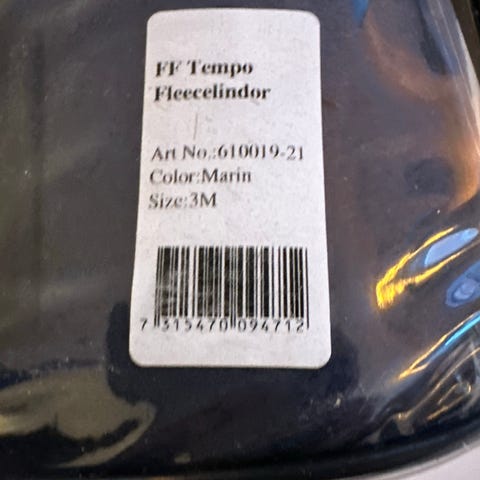 FF Tempo
Fleecelindor
Art No.:610019-21
Color:Marin
Size:3M
7 315470 094712